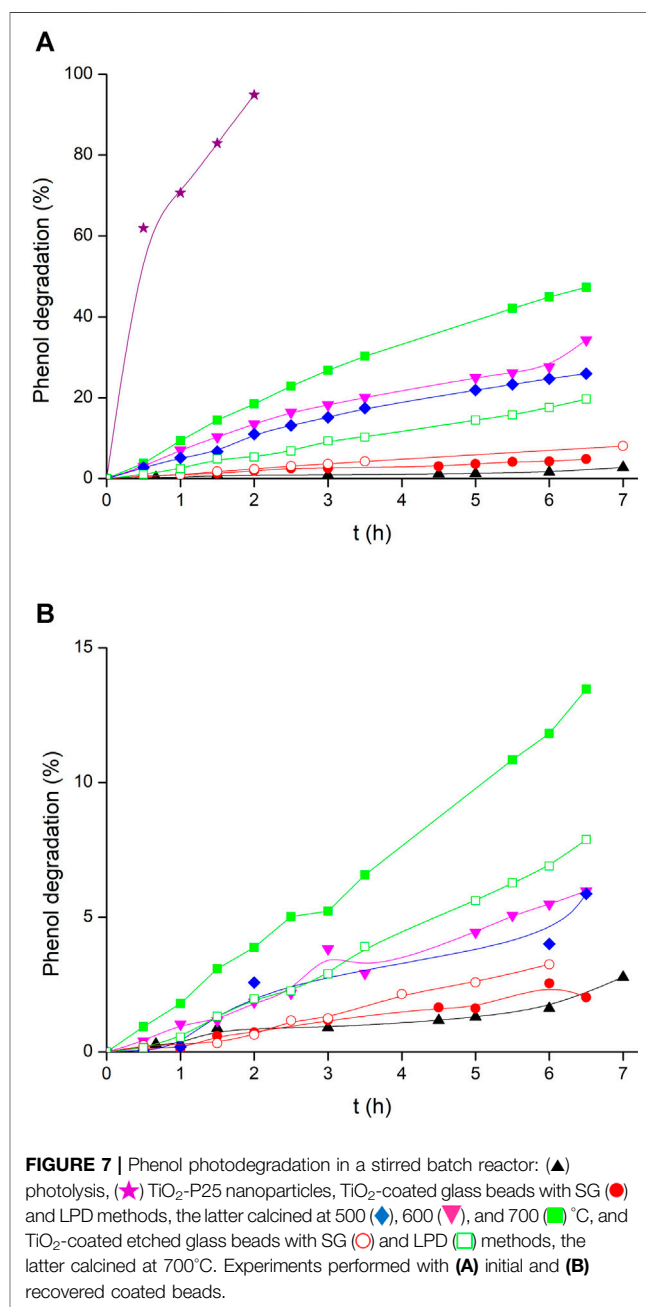 A
Phenol degradation (%)
100
80
60
40
20
0
0 1 2 3 4 5 6 7
t (h)
B
Phenol degradation (%)
15
10
5
0
0 1 2 3 4 5 6 7
t (h)
FIGURE 7 | Phenol photodegradation in a stirred batch reactor: (▲)
photolysis, (★) TiO₂-P25 nanoparticles, TiO₂-coated glass beads with SG (●)
and LPD methods, the latter calcined at 500 (◆), 600 (▼), and 700 (■) °C, and
TiO₂-coated etched glass beads with SG (○) and LPD (□) methods, the
latter calcined at 700°C. Experiments performed with (A) initial and (B)
recovered coated beads.